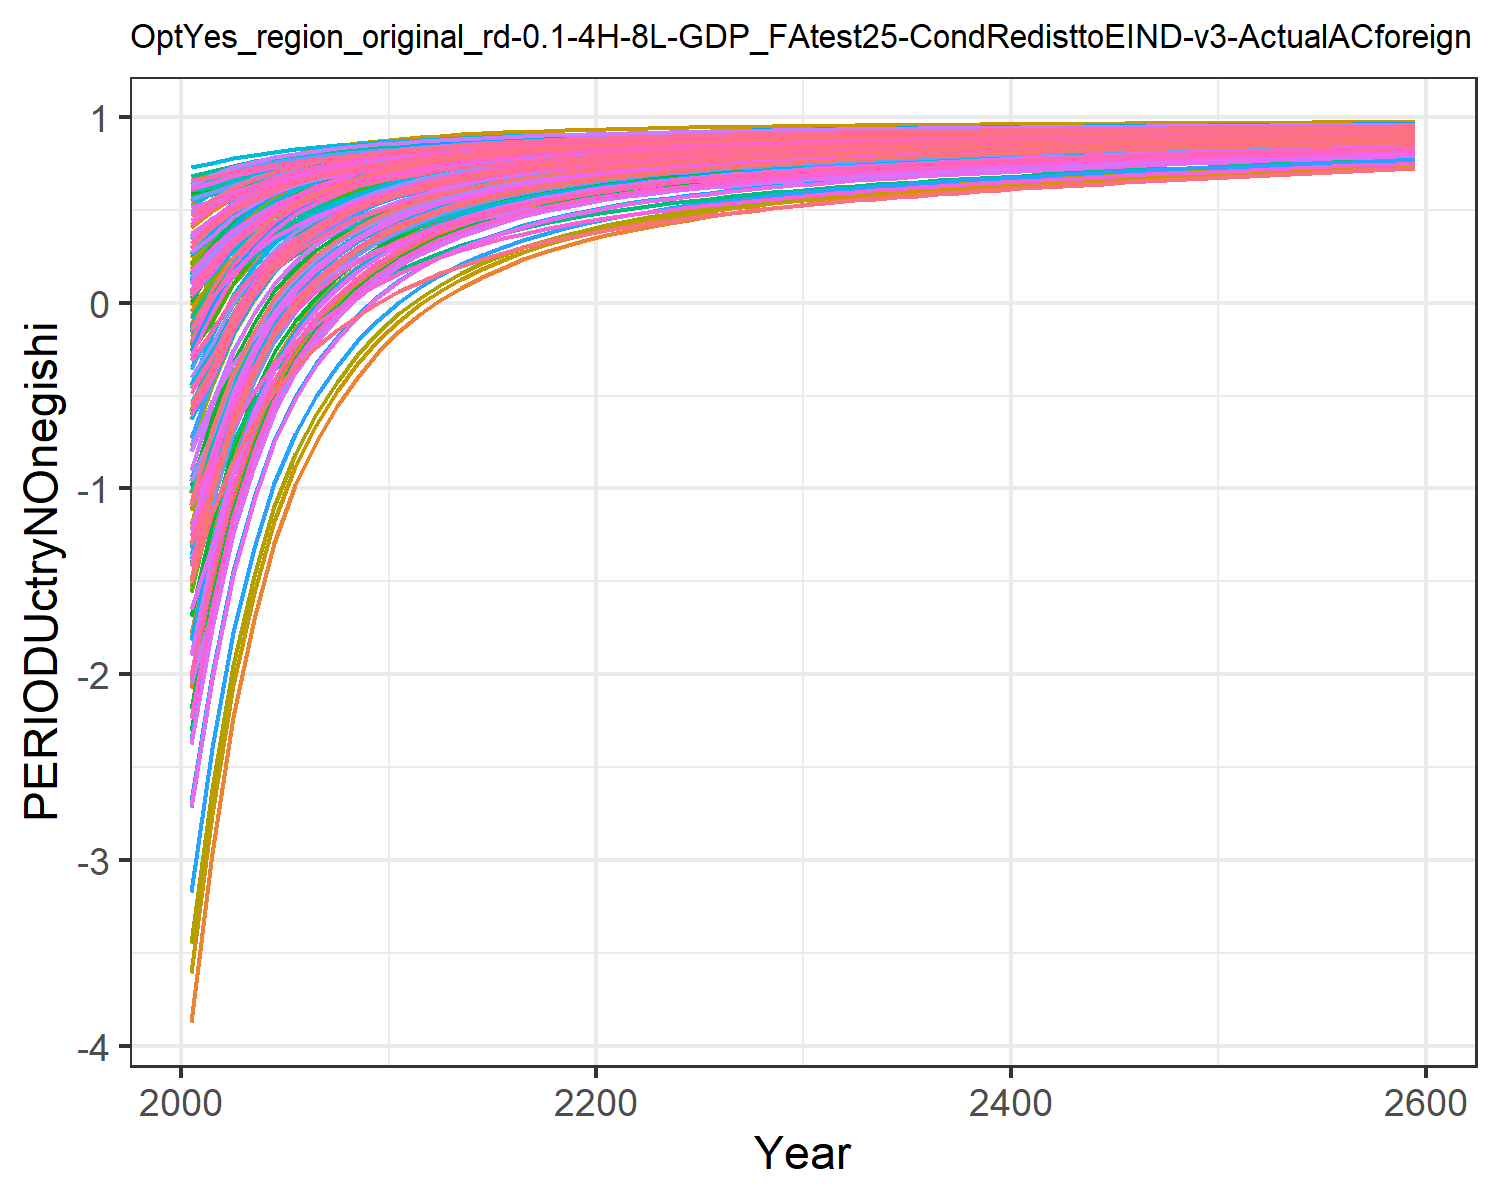 OptYes_region_original_rd-0.1-4H-8L-GDP_FAtest25-CondRedisttoEIND-v3-ActualACforeign
PERIODUctryNOnegishi
1
0
-1
-2
-3
-4
2000 2200 2400 2600
Year